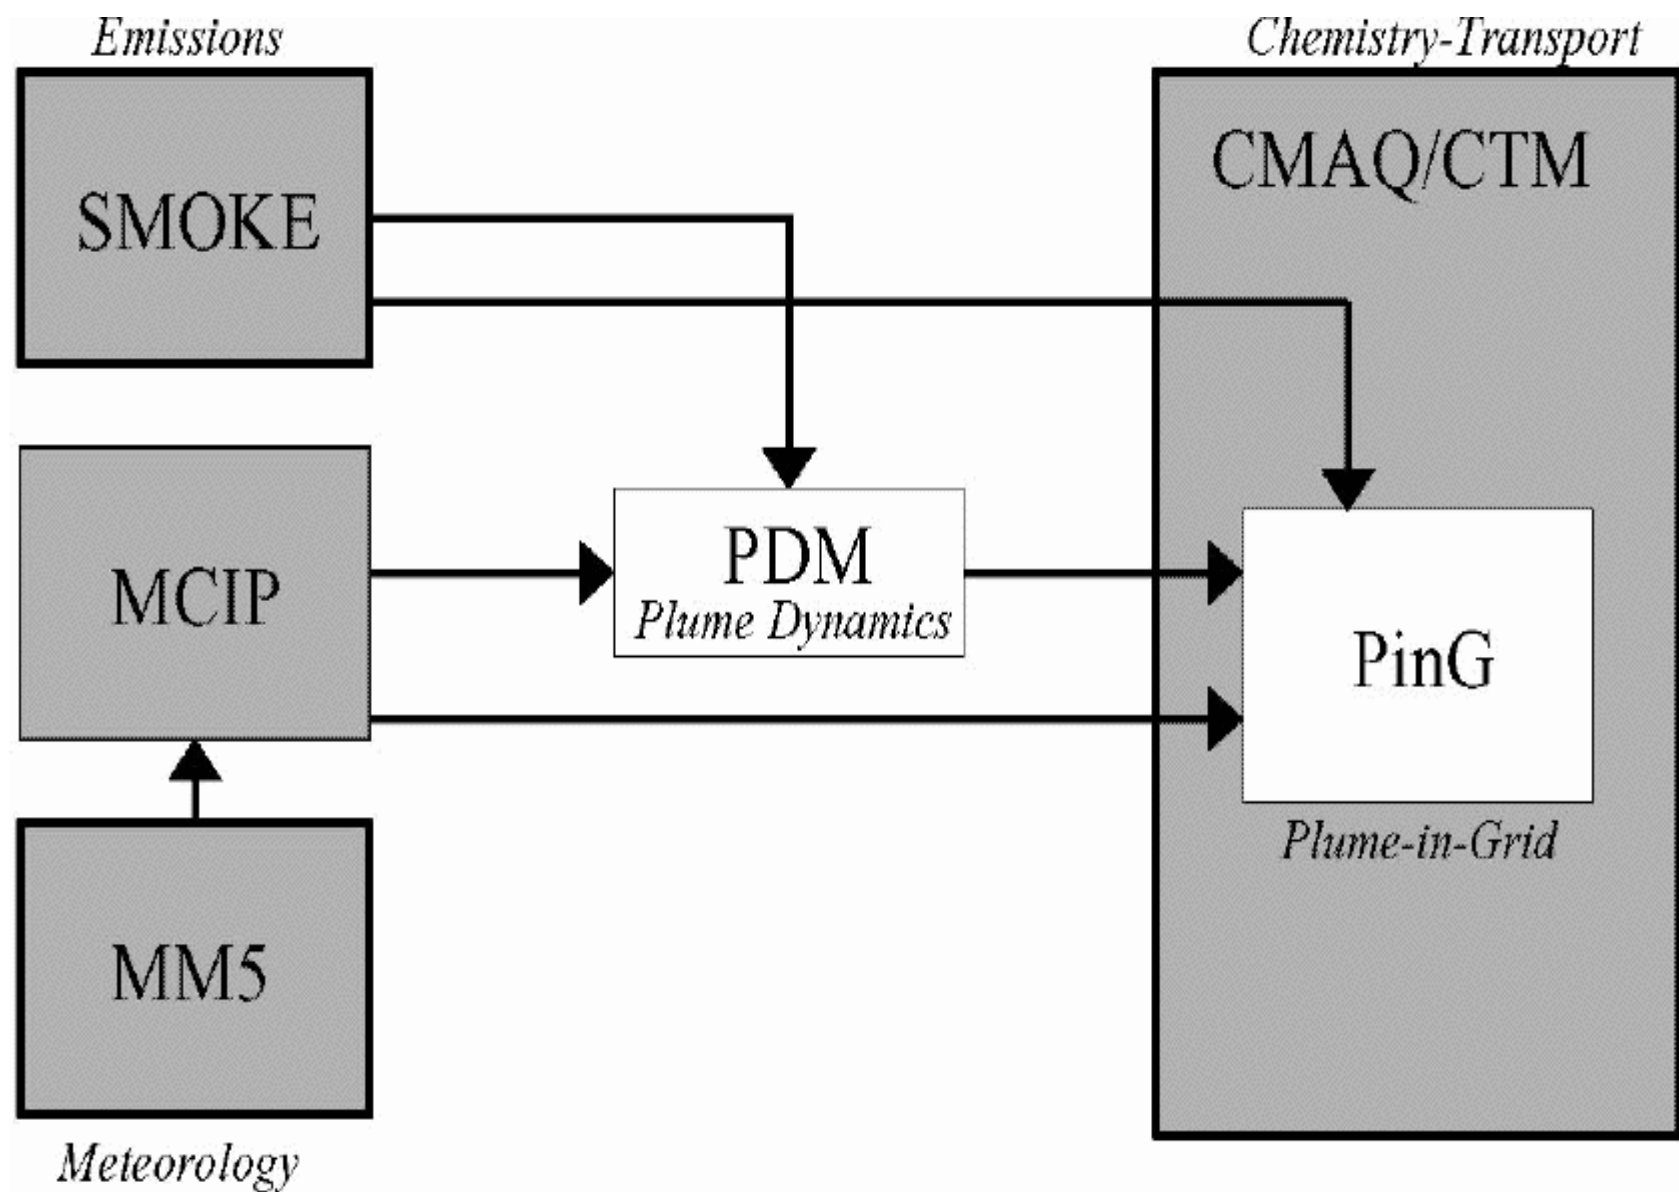 Emissions
Chemistry-Transport
SMOKE
CMAQ/CTM
MCIP
PDM
Plume Dynamics
PinG
Plume-in-Grid
MM5
Meteorology